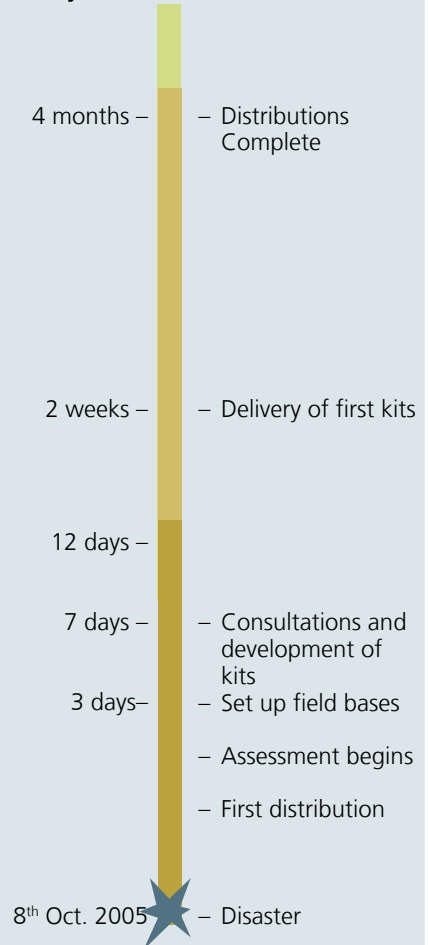 4 months – – Distributions
Complete
2 weeks – – Delivery of first kits
12 days –
7 days – – Consultations and
development of
kits
3 days– – Set up field bases
– Assessment begins
– First distribution
8th Oct. 2005 – Disaster